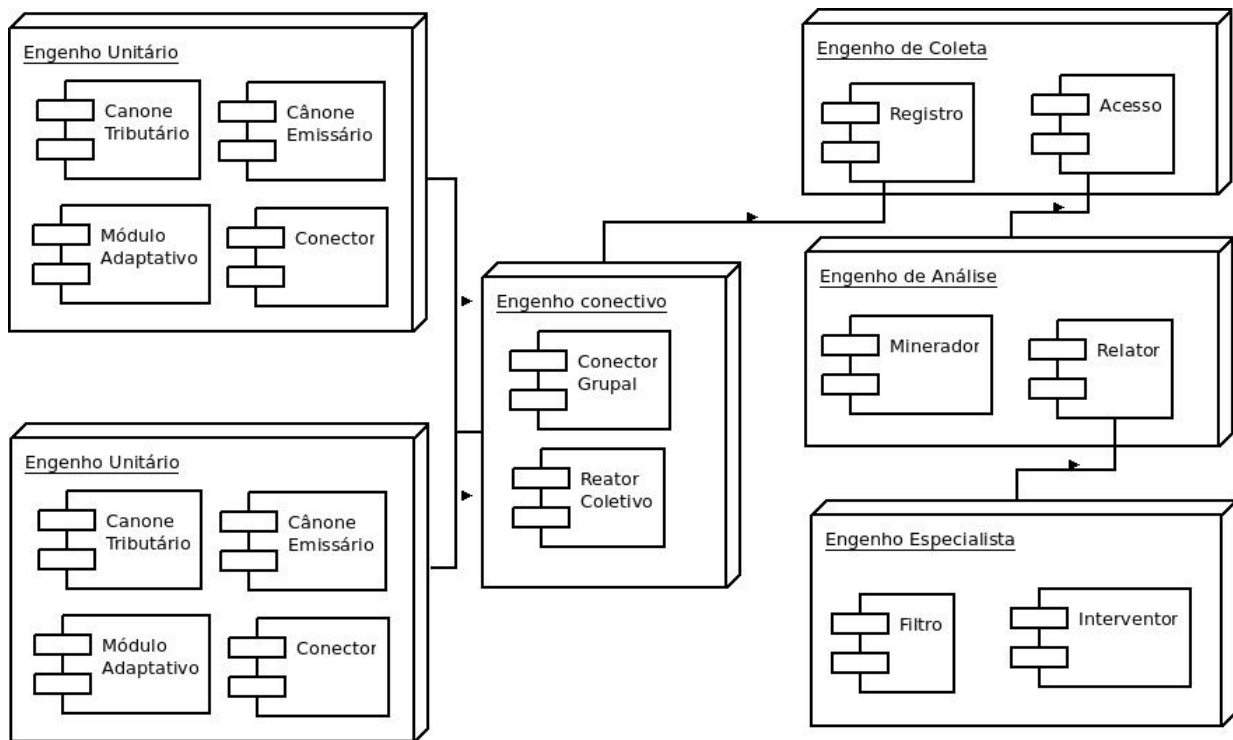 Engenho Unitário
Canone
Tributário
Cânone
Emissário
Módulo
Adaptativo
Conector
Engenho Unitário
Canone
Tributário
Cânone
Emissário
Módulo
Adaptativo
Conector
Engenho conectivo
Conector
Grupal
Reator
Coletivo
Engenho de Coleta
Registro
Acesso
Engenho de Análise
Minerador
Relator
Engenho Especialista
Filtro
Interventor